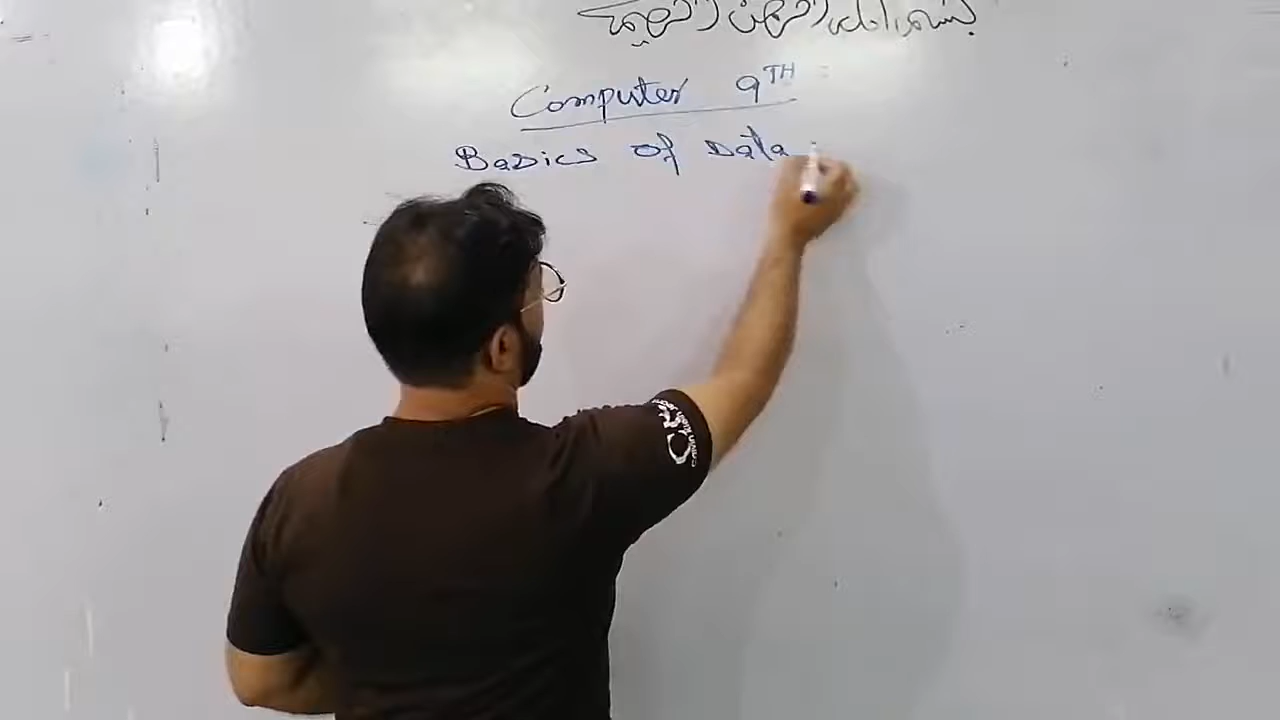 بسم اللہ الرحمن الرحیم
Computer 9TH
Basics of Data